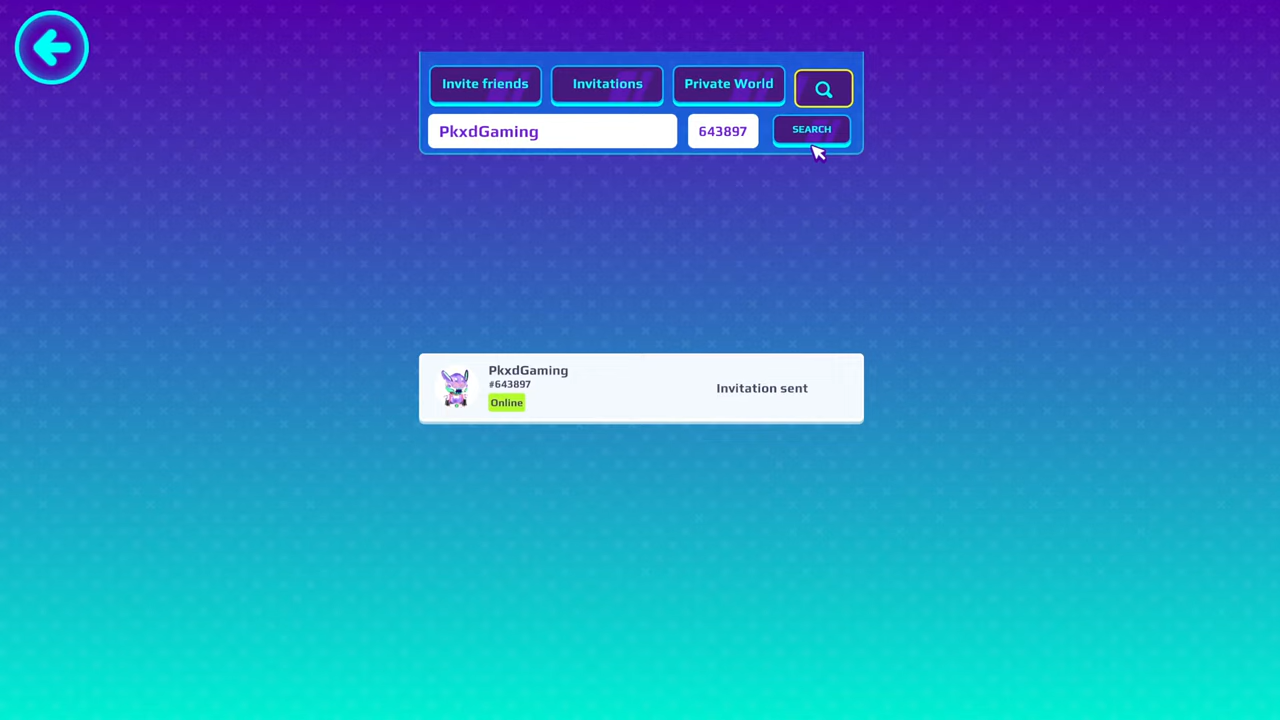 Invite friends
Invitations
Private World
PkxdGaming
643897
SEARCH
PkxdGaming
#643897
Online
Invitation sent